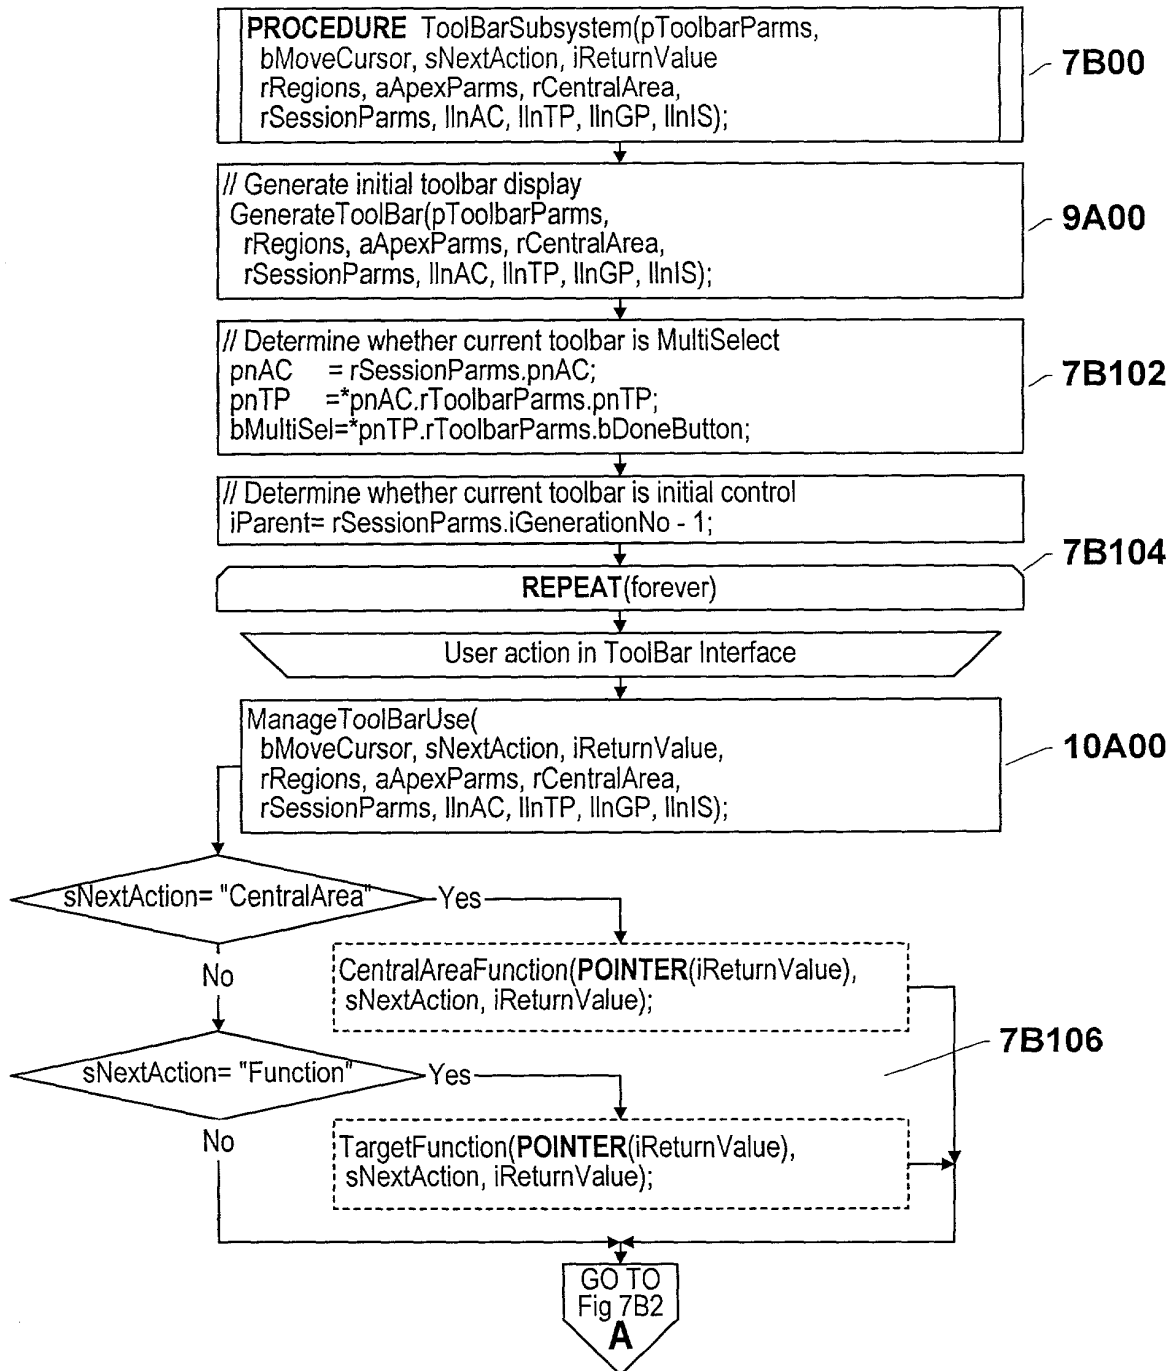 PROCEDURE ToolBarSubsystem(pToolbarParms,
bMoveCursor, sNextAction, iReturnValue
rRegions, aApexParms, rCentralArea,
rSessionParms, llnAC, llnTP, llnGP, llnIS);
7B00
// Generate initial toolbar display
GenerateToolBar(pToolbarParms,
rRegions, aApexParms, rCentralArea,
rSessionParms, llnAC, llnTP, llnGP, llnIS);
9A00
// Determine whether current toolbar is MultiSelect
pnAC = rSessionParms.pnAC;
pnTP =*pnAC.rToolbarParms.pnTP;
bMultiSel=*pnTP.rToolbarParms.bDoneButton;
7B102
// Determine whether current toolbar is initial control
iParent= rSessionParms.iGenerationNo - 1;
7B104
REPEAT(forever)
User action in ToolBar Interface
ManageToolBarUse(
bMoveCursor, sNextAction, iReturnValue,
rRegions, aApexParms, rCentralArea,
rSessionParms, llnAC, llnTP, llnGP, llnIS);
10A00
sNextAction= "CentralArea"
Yes
No
CentralAreaFunction(POINTER(iReturnValue),
sNextAction, iReturnValue);
7B106
sNextAction= "Function"
Yes
No
TargetFunction(POINTER(iReturnValue),
sNextAction, iReturnValue);
GO TO
Fig 7B2
A